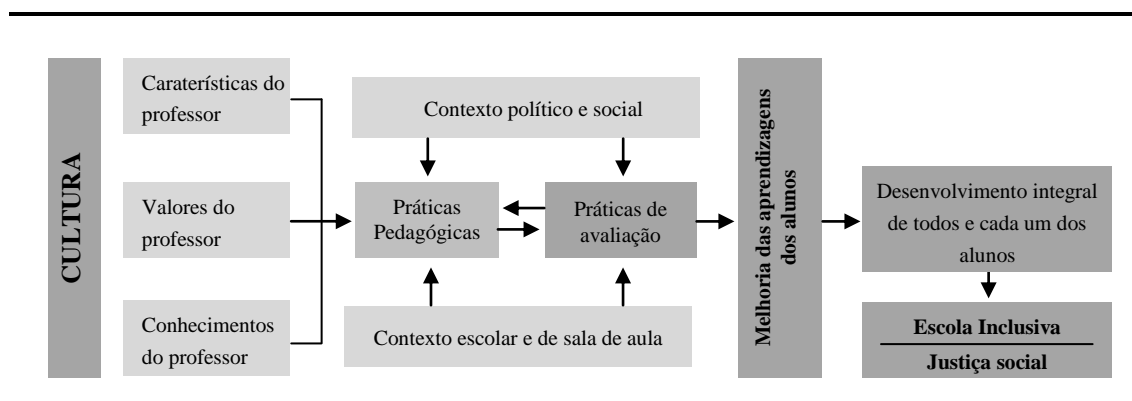 CULTURA
Caraterísticas do
professor
Valores do
professor
Conhecimentos
do professor
Contexto político e social
Práticas
Pedagógicas
Práticas de
avaliação
Contexto escolar e de sala de aula
Melhoria das aprendizagens
dos alunos
Desenvolvimento integral
de todos e cada um dos
alunos
Escola Inclusiva
Justiça social